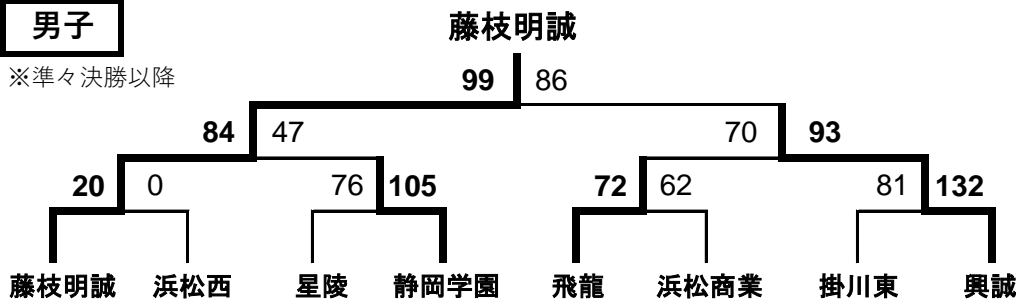 男子
藤枝明誠
※準々決勝以降
99 86
84 47 70 93
20 0 76 105 72 62 81 132
藤枝明誠 浜松西 星陵 静岡学園 飛龍 浜松商業 掛川東 興誠